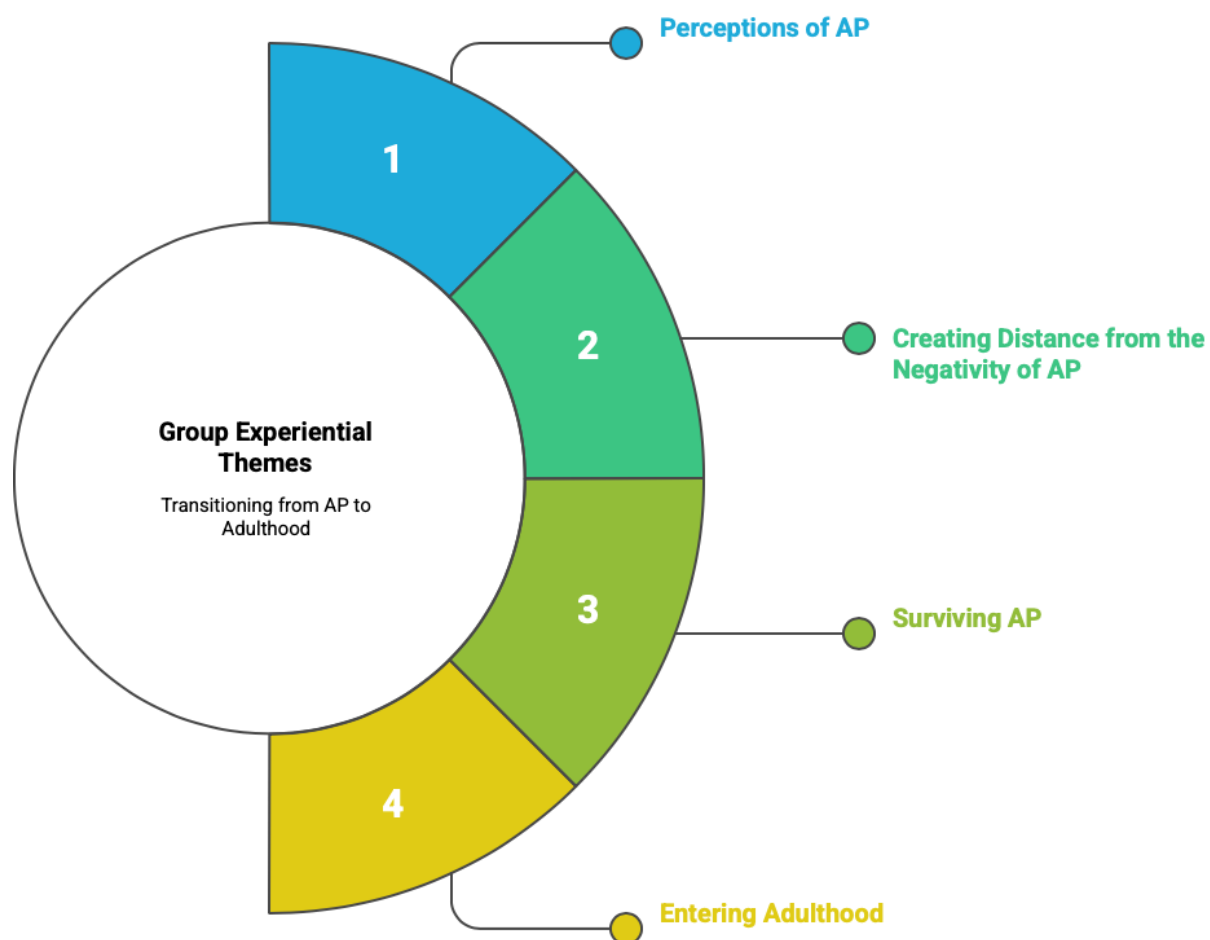 Perceptions of AP
1
2
Creating Distance from the
Negativity of AP
Group Experiential
Themes
Transitioning from AP to
Adulthood
3
Surviving AP
4
Entering Adulthood